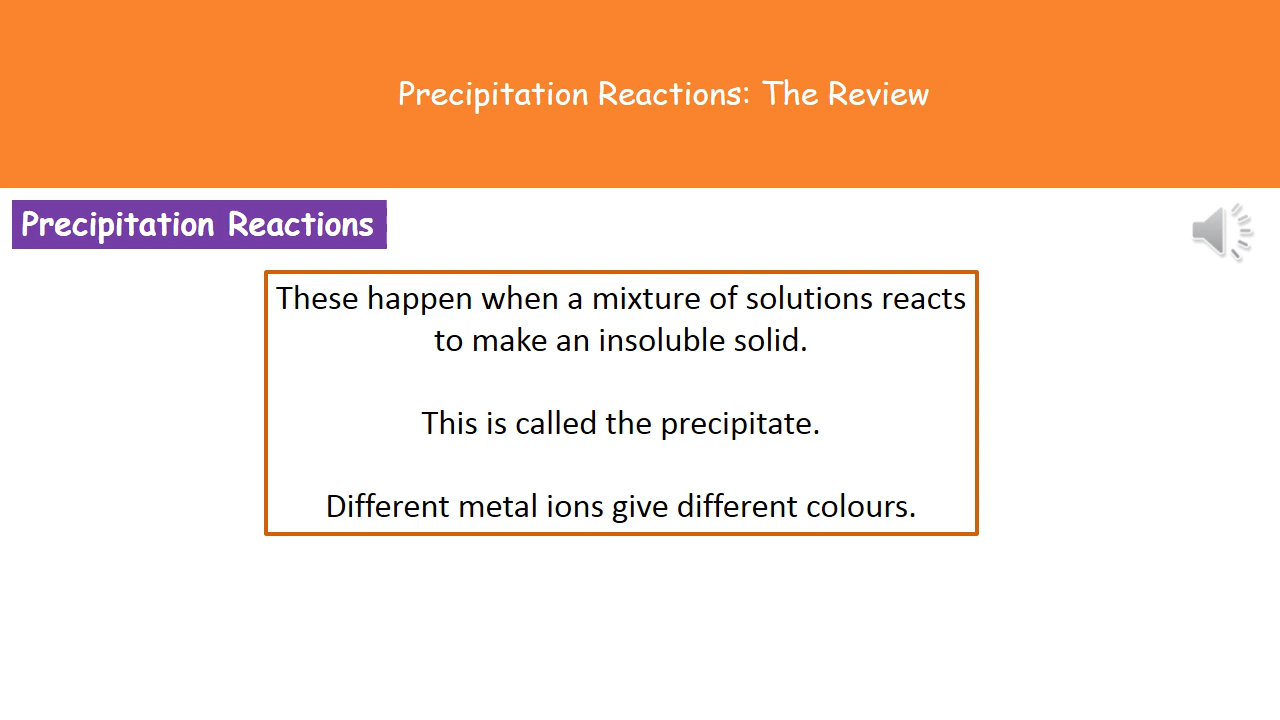 Precipitation Reactions: The Review
Precipitation Reactions
These happen when a mixture of solutions reacts
to make an insoluble solid.
This is called the precipitate.
Different metal ions give different colours.